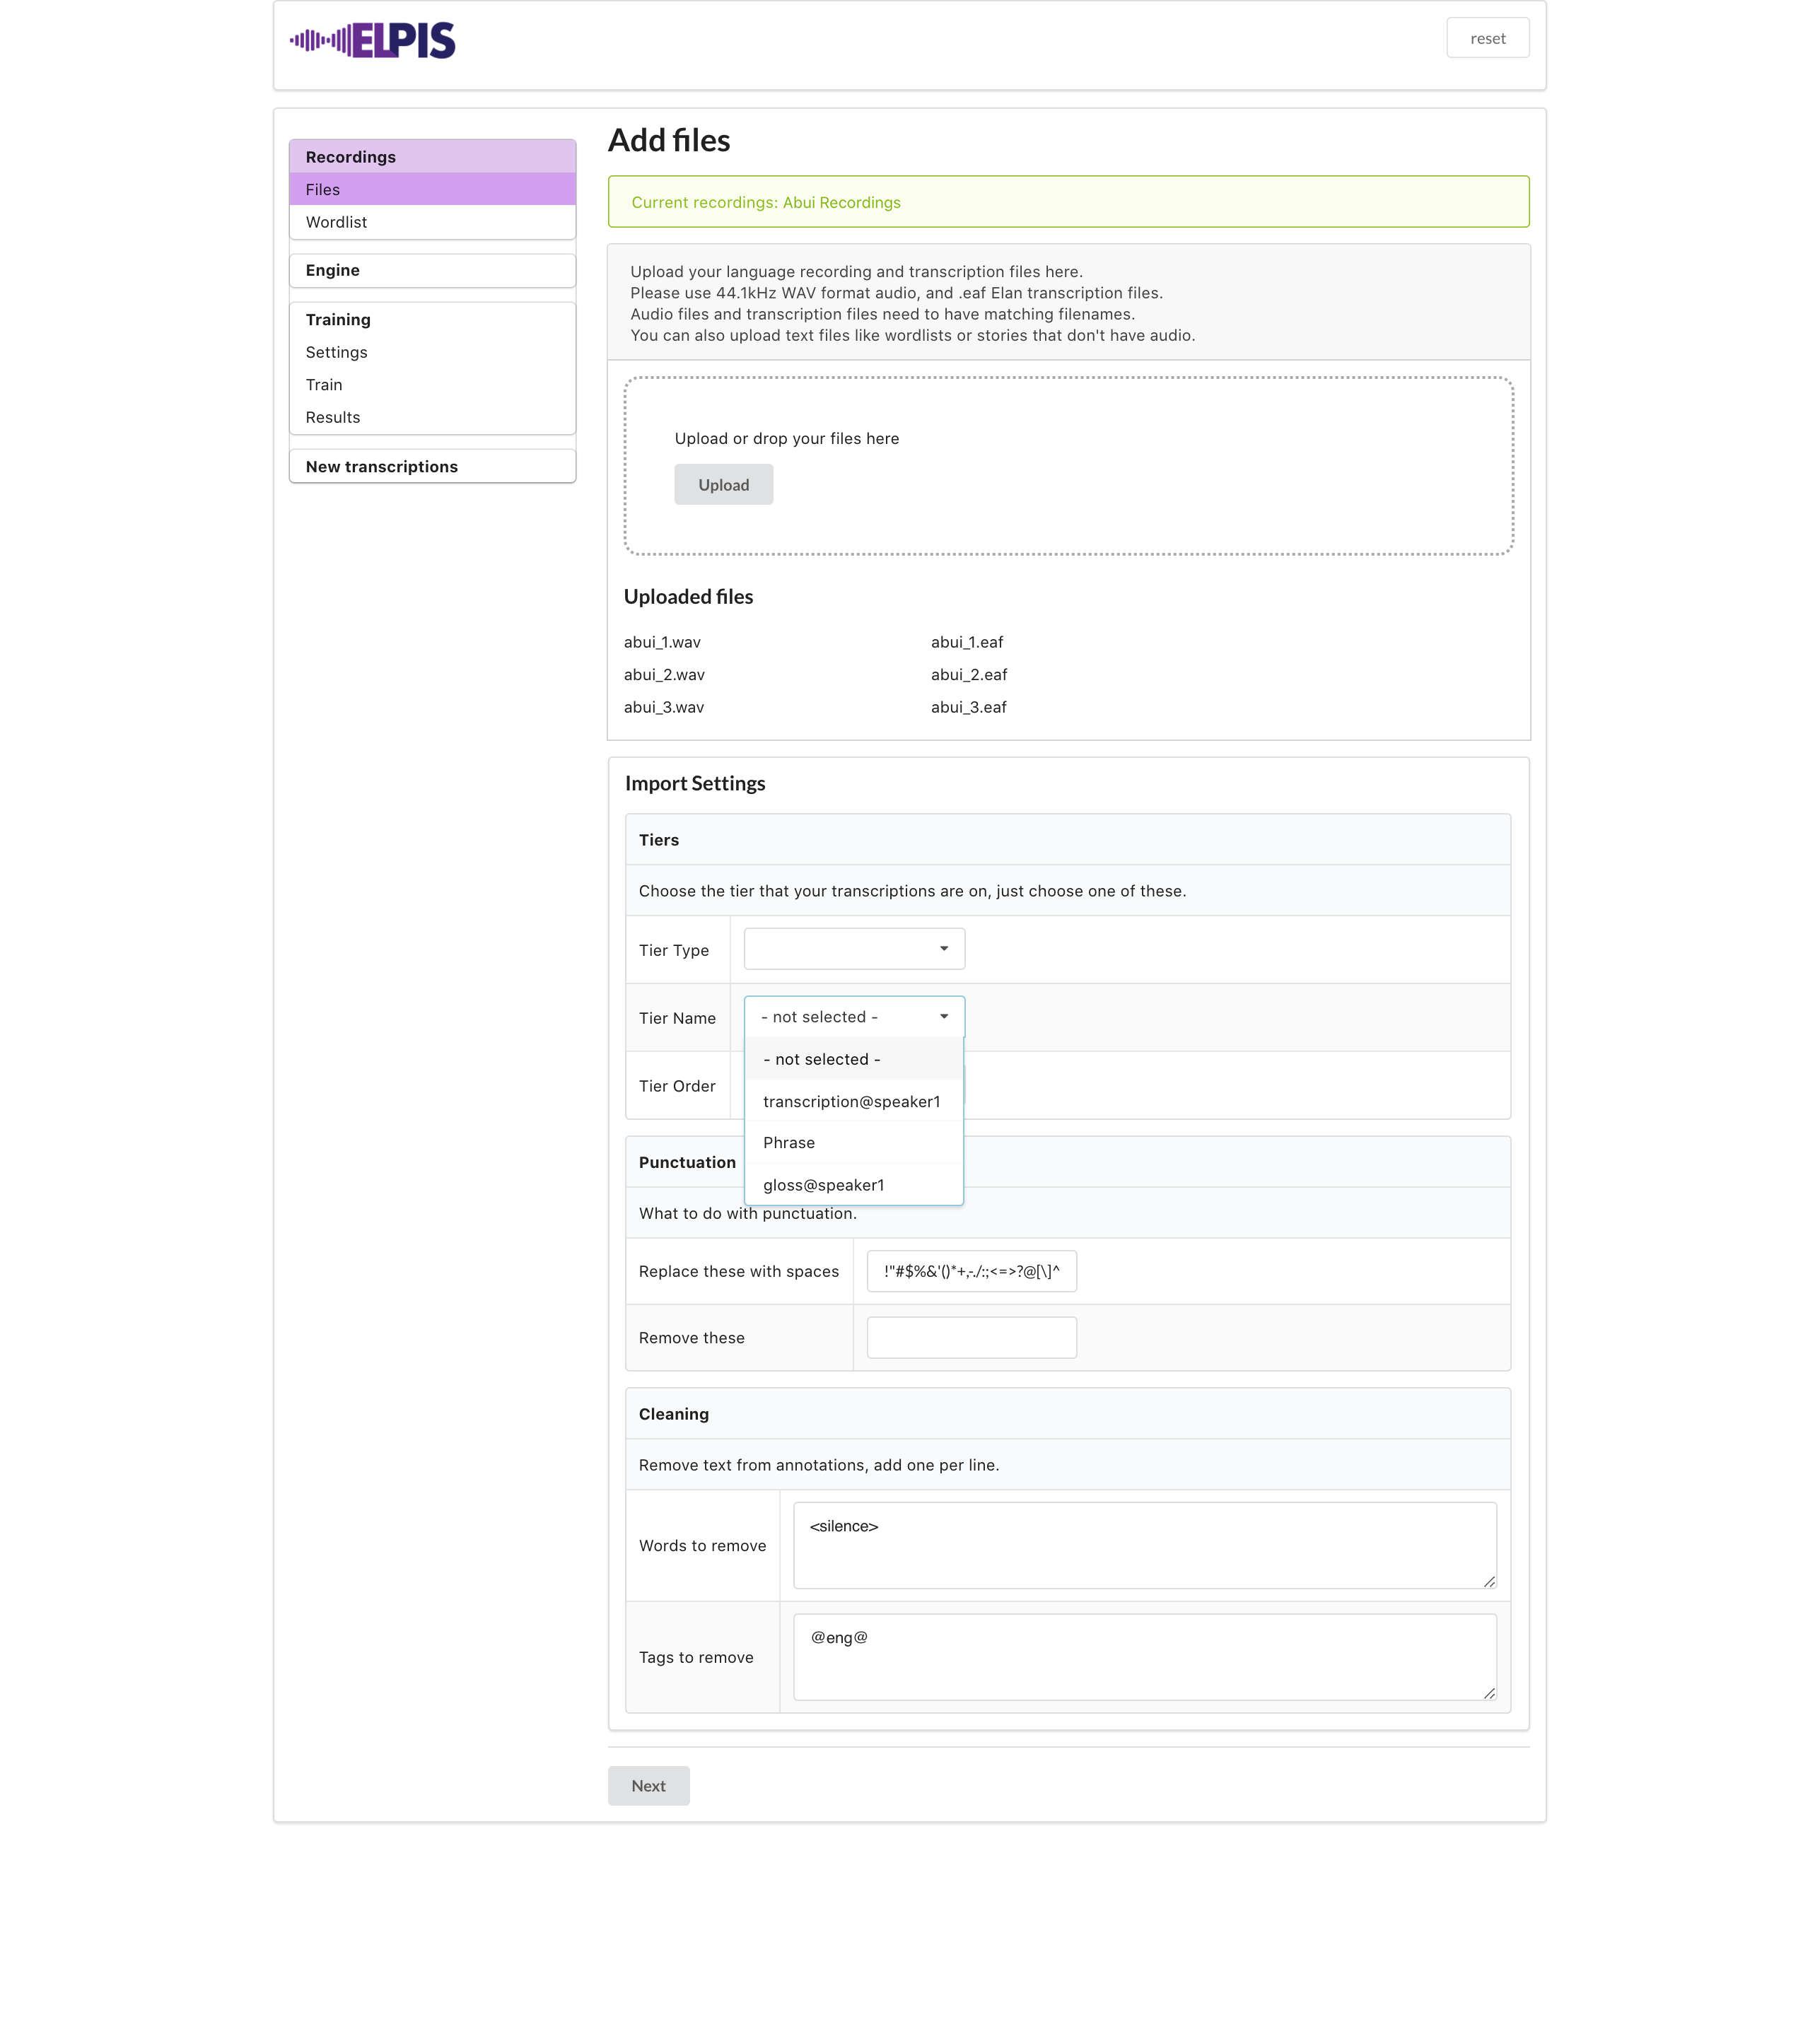 ELPIS
reset
Recordings
Files
Wordlist
Engine
Training
Settings
Train
Results
New transcriptions
Add files
Current recordings: Abui Recordings
Upload your language recording and transcription files here.
Please use 44.1kHz WAV format audio, and .eaf Elan transcription files.
Audio files and transcription files need to have matching filenames.
You can also upload text files like wordlists or stories that don't have audio.
Upload or drop your files here
Upload
Uploaded files
abui_1.wav abui_1.eaf
abui_2.wav abui_2.eaf
abui_3.wav abui_3.eaf
Import Settings
Tiers
Choose the tier that your transcriptions are on, just choose one of these.
Tier Type
Tier Name - not selected -
- not selected -
Tier Order
transcription@speaker1
Phrase
gloss@speaker1
Punctuation
What to do with punctuation.
Replace these with spaces !"#$%&'()*+,-./:;<=>?@[\]^
Remove these
Cleaning
Remove text from annotations, add one per line.
Words to remove <silence>
Tags to remove @eng@
Next